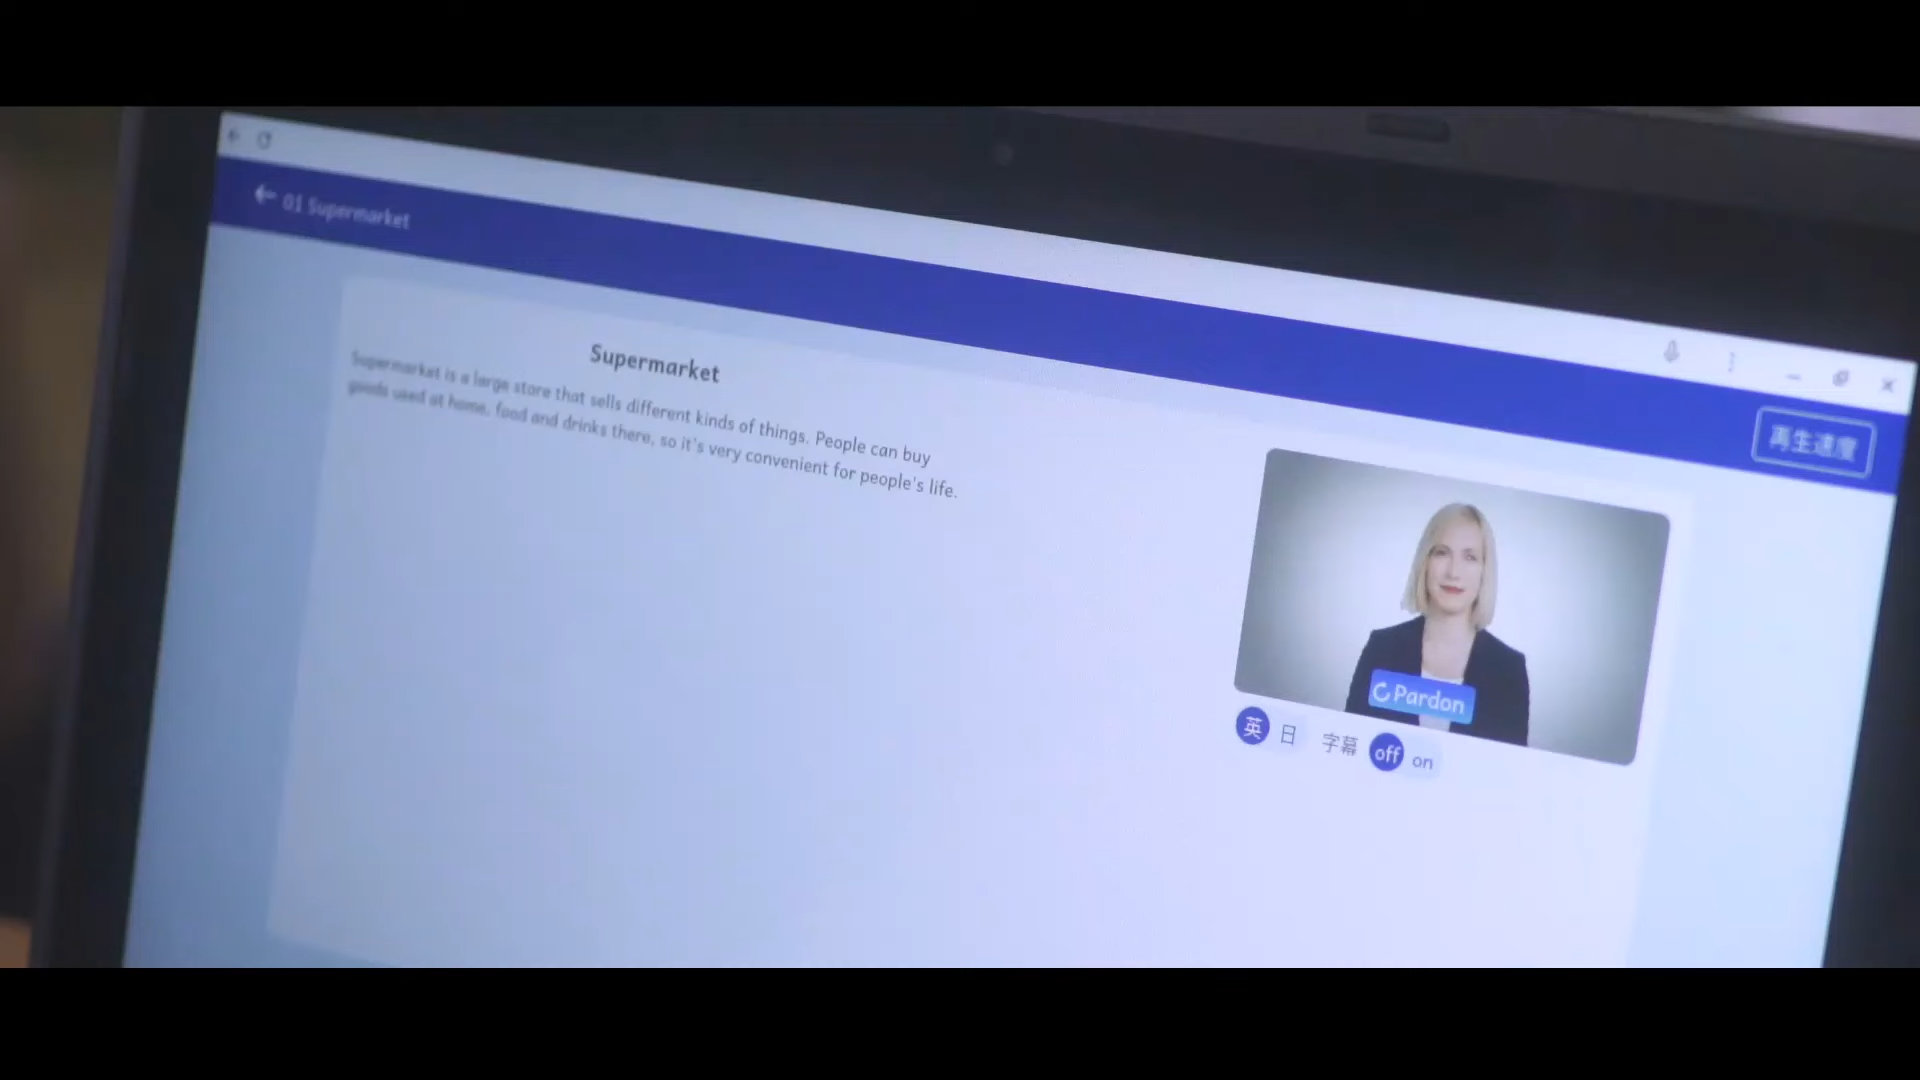 01 Supermarket
再生速度
Supermarket
Supermarket is a large store that sells different kinds of things. People can buy
goods used at home, food and drinks there, so it's very convenient for people's life.
Pardon
英 日 字幕 off on